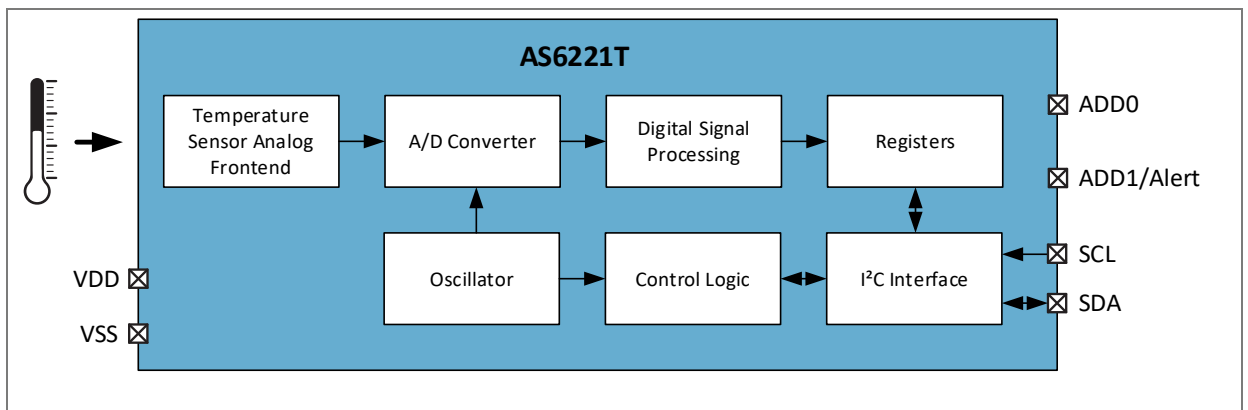 AS6221T
Temperature
Sensor Analog
Frontend
A/D Converter
Digital Signal
Processing
Registers
ADD0
ADD1/Alert
Oscillator
Control Logic
I²C Interface
SCL
SDA
VDD
VSS